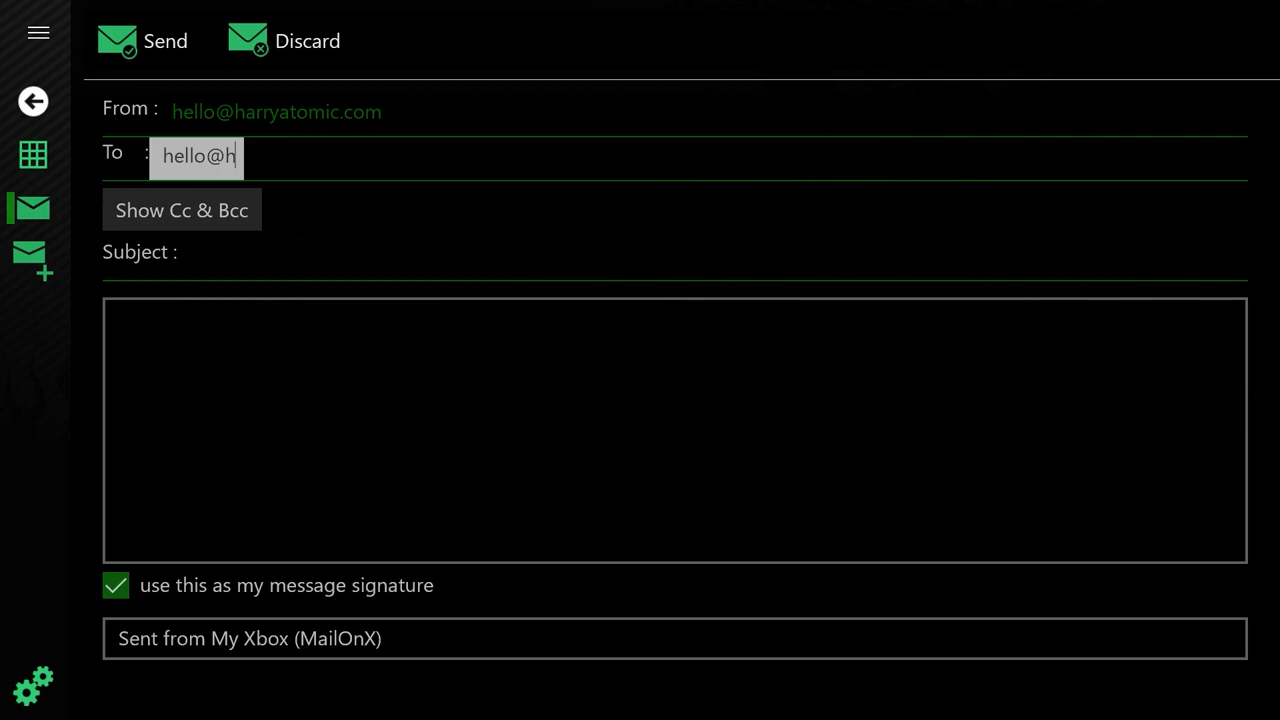 Send Discard
From : hello@harryatomic.com
To : hello@h
Show Cc & Bcc
Subject :
use this as my message signature
Sent from My Xbox (MailOnX)